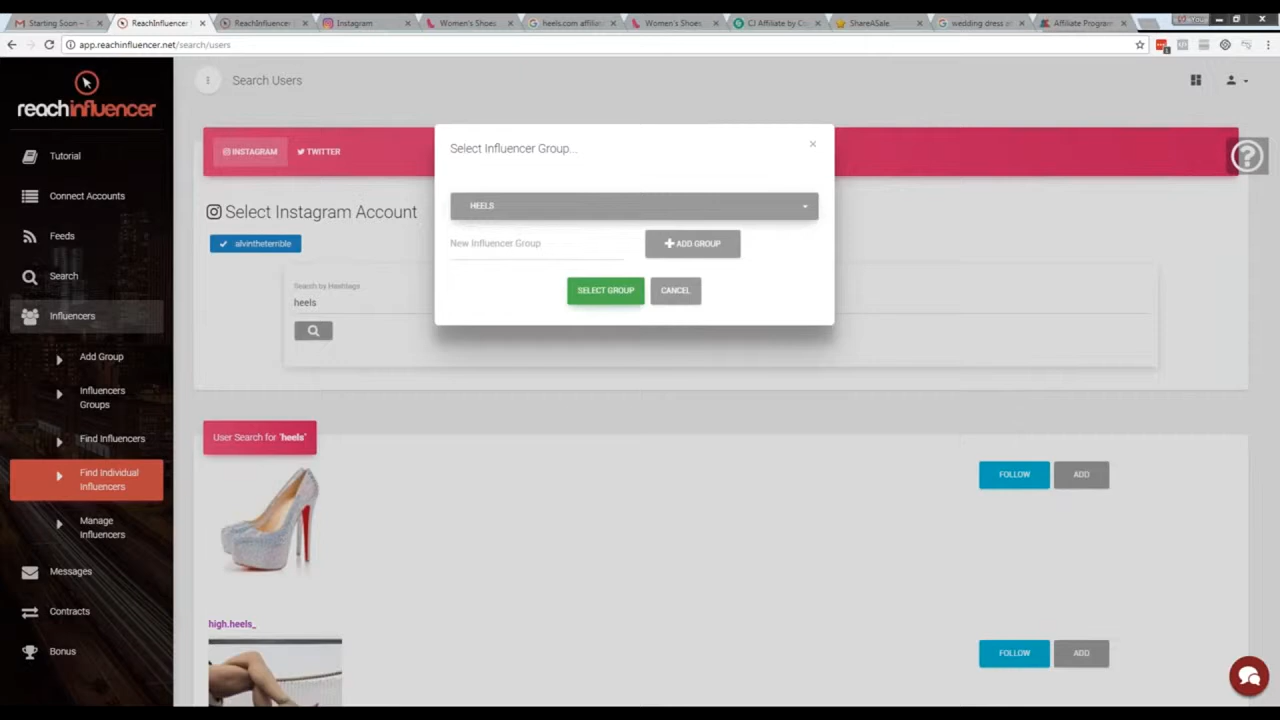 Starting Soon –
ReachInfluencer
ReachInfluencer
Instagram
Women's Shoes
heels.com affiliat
Women's Shoes
CJ Affiliate by Co
ShareASale
wedding dress a
Affiliate Program
app.reachinfluencer.net/search/users
reachinfluencer
Tutorial
Connect Accounts
Feeds
Search
Influencers
Add Group
Influencers
Groups
Find Influencers
Find Individual
Influencers
Manage
Influencers
Messages
Contracts
Bonus
Search Users
INSTAGRAM
TWITTER
Select Instagram Account
alvintheterrible
Search by Hashtags
heels
Select Influencer Group...
×
HEELS
New Influencer Group
ADD GROUP
SELECT GROUP
CANCEL
User Search for "heels"
FOLLOW
ADD
high.heels_
FOLLOW
ADD